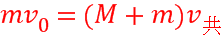 mv₀ = (M + m)v共